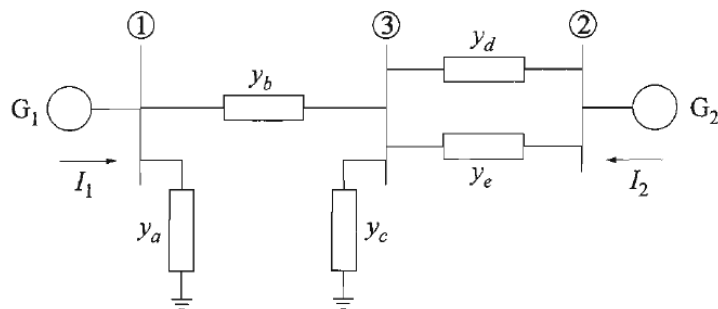 ① ③ ② 
y_d
y_b
G₁
G₂
y_e
I₁
I₂
y_a
y_c